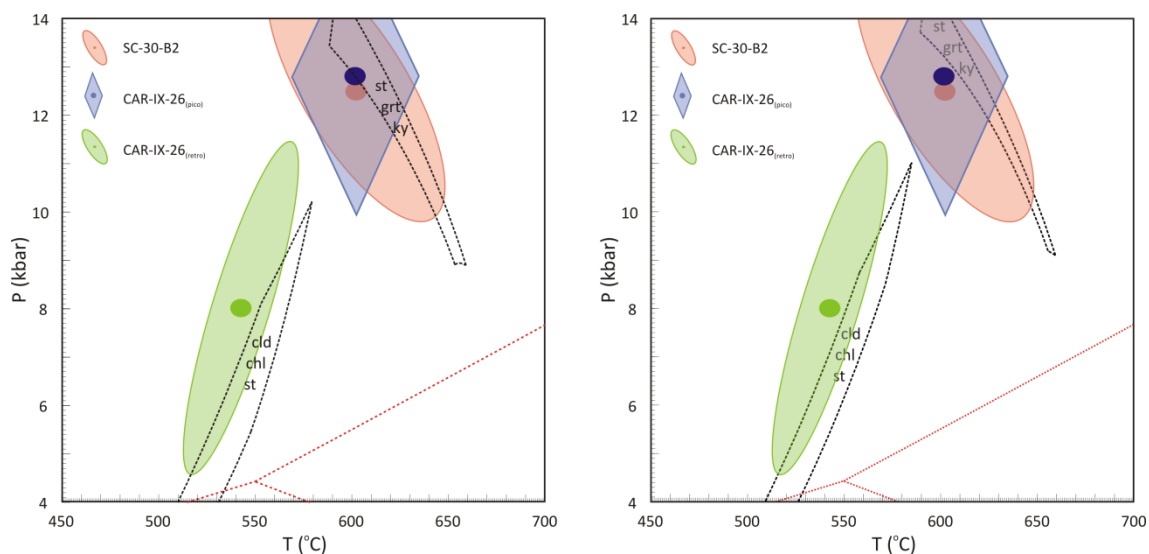 14
12
10
8
6
4
P (kbar)
450
500
550
600
650
700
T (°C)
SC-30-B2
CAR-IX-26(pico)
CAR-IX-26(retro)
st
grt
ky
cld
chl
st
14
12
10
8
6
4
P (kbar)
450
500
550
600
650
700
T (°C)
SC-30-B2
CAR-IX-26(pico)
CAR-IX-26(retro)
st
grt
ky
cld
chl
st